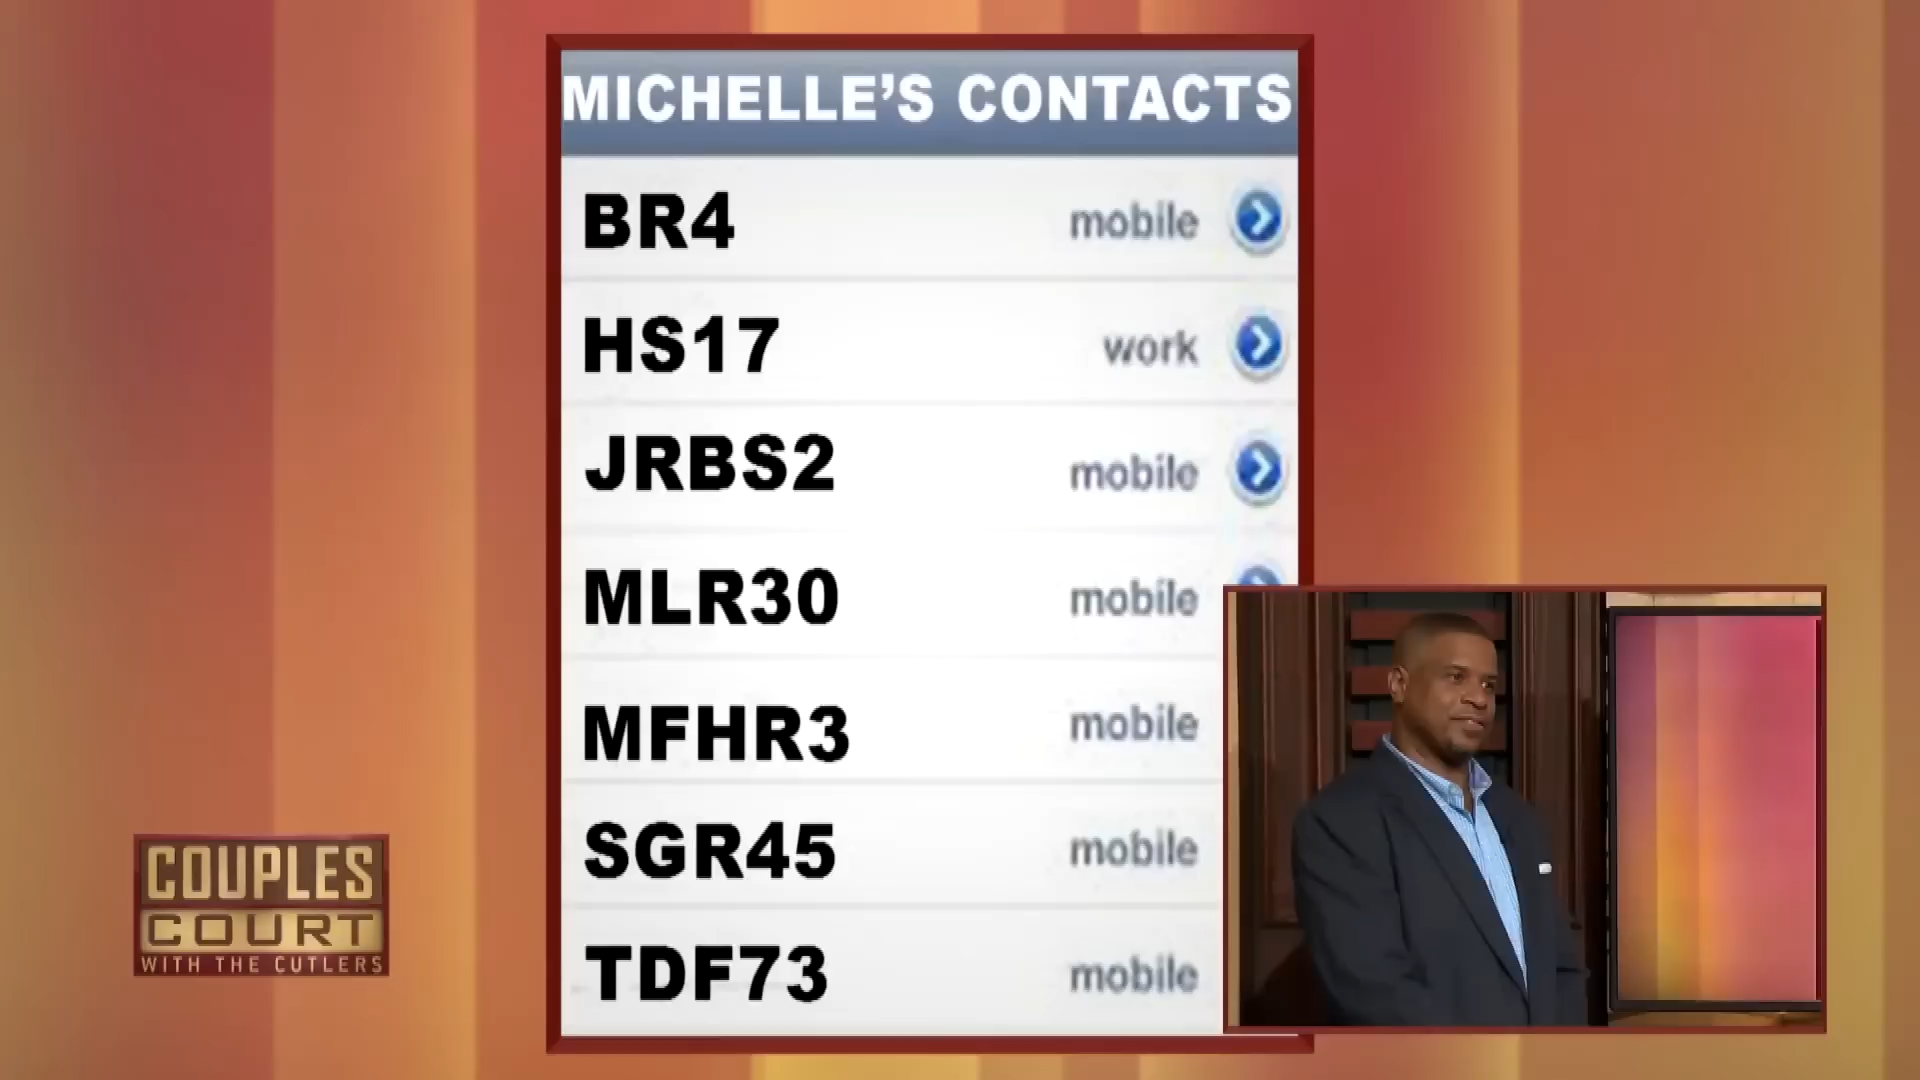 MICHELLE'S CONTACTS
BR4 mobile
HS17 work
JRBS2 mobile
MLR30 mobile
MFHR3 mobile
SGR45 mobile
TDF73 mobile
COUPLES
COURT
WITH THE CUTLERS